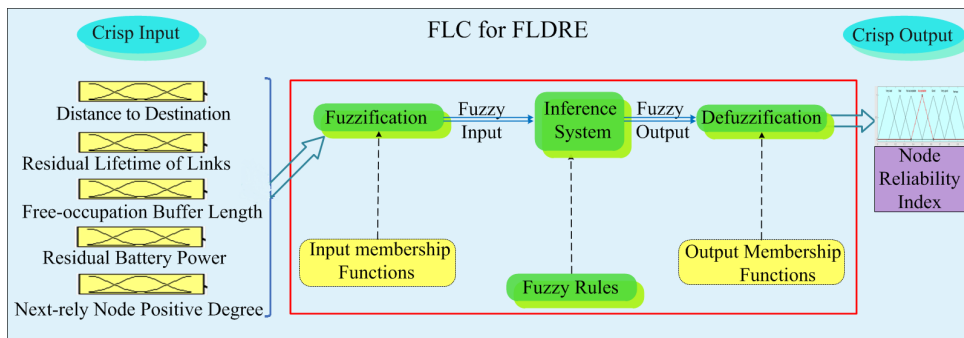 Crisp Input
FLC for FLDRE
Crisp Output
Distance to Destination
Residual Lifetime of Links
Free-occupation Buffer Length
Residual Battery Power
Next-rely Node Positive Degree
Fuzzification
Fuzzy
Input
Inference
System
Fuzzy
Output
Defuzzification
Node
Reliability
Index
Input membership
Functions
Fuzzy Rules
Output Membership
Functions